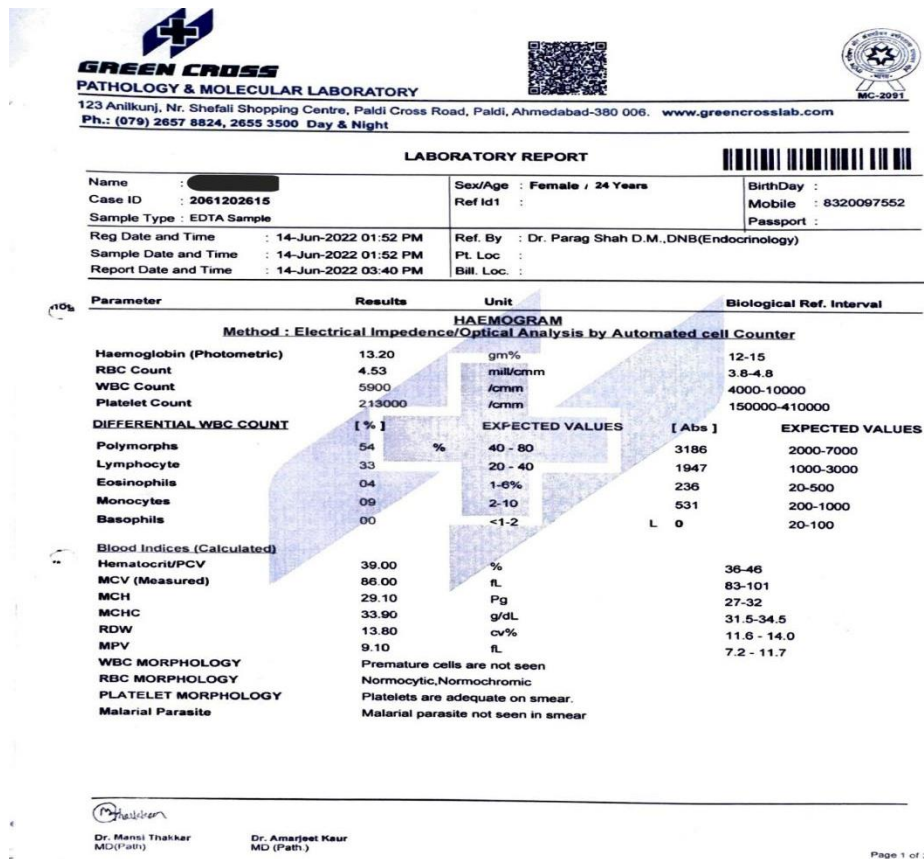 GREEN CROSS
PATHOLOGY & MOLECULAR LABORATORY
123 Anilkunj, Nr. Shefali Shopping Centre, Paldi Cross Road, Paldi, Ahmedabad-380 006. www.greencrosslab.com
Ph.: (079) 2657 8824, 2655 3500 Day & Night
MC-2091
LABORATORY REPORT
Name : Sex/Age : Female / 24 Years BirthDay :
Case ID : 2061202615 Ref Id1 : Mobile : 8320097552
Sample Type : EDTA Sample Passport :
Reg Date and Time : 14-Jun-2022 01:52 PM Ref. By : Dr. Parag Shah D.M.,DNB(Endocrinology)
Sample Date and Time : 14-Jun-2022 01:52 PM Pt. Loc :
Report Date and Time : 14-Jun-2022 03:40 PM Bill. Loc. :
Parameter Results Unit Biological Ref. Interval
HAEMOGRAM
Method : Electrical Impedence/Optical Analysis by Automated cell Counter
Haemoglobin (Photometric) 13.20 gm% 12-15
RBC Count 4.53 mill/cmm 3.8-4.8
WBC Count 5900 /cmm 4000-10000
Platelet Count 213000 /cmm 150000-410000
DIFFERENTIAL WBC COUNT [ % ] EXPECTED VALUES [ Abs ] EXPECTED VALUES
Polymorphs 54 % 40 - 80 3186 2000-7000
Lymphocyte 33 20 - 40 1947 1000-3000
Eosinophils 04 1-6% 236 20-500
Monocytes 09 2-10 531 200-1000
Basophils 00 <1-2 L 0 20-100
Blood Indices (Calculated)
Hematocrit/PCV 39.00 % 36-46
MCV (Measured) 86.00 fL 83-101
MCH 29.10 Pg 27-32
MCHC 33.90 g/dL 31.5-34.5
RDW 13.80 cv% 11.6 - 14.0
MPV 9.10 fL 7.2 - 11.7
WBC MORPHOLOGY Premature cells are not seen
RBC MORPHOLOGY Normocytic,Normochromic
PLATELET MORPHOLOGY Platelets are adequate on smear.
Malarial Parasite Malarial parasite not seen in smear
Dr. Mansi Thakkar Dr. Amarjeet Kaur
MD(Path) MD (Path.)
Page 1 of